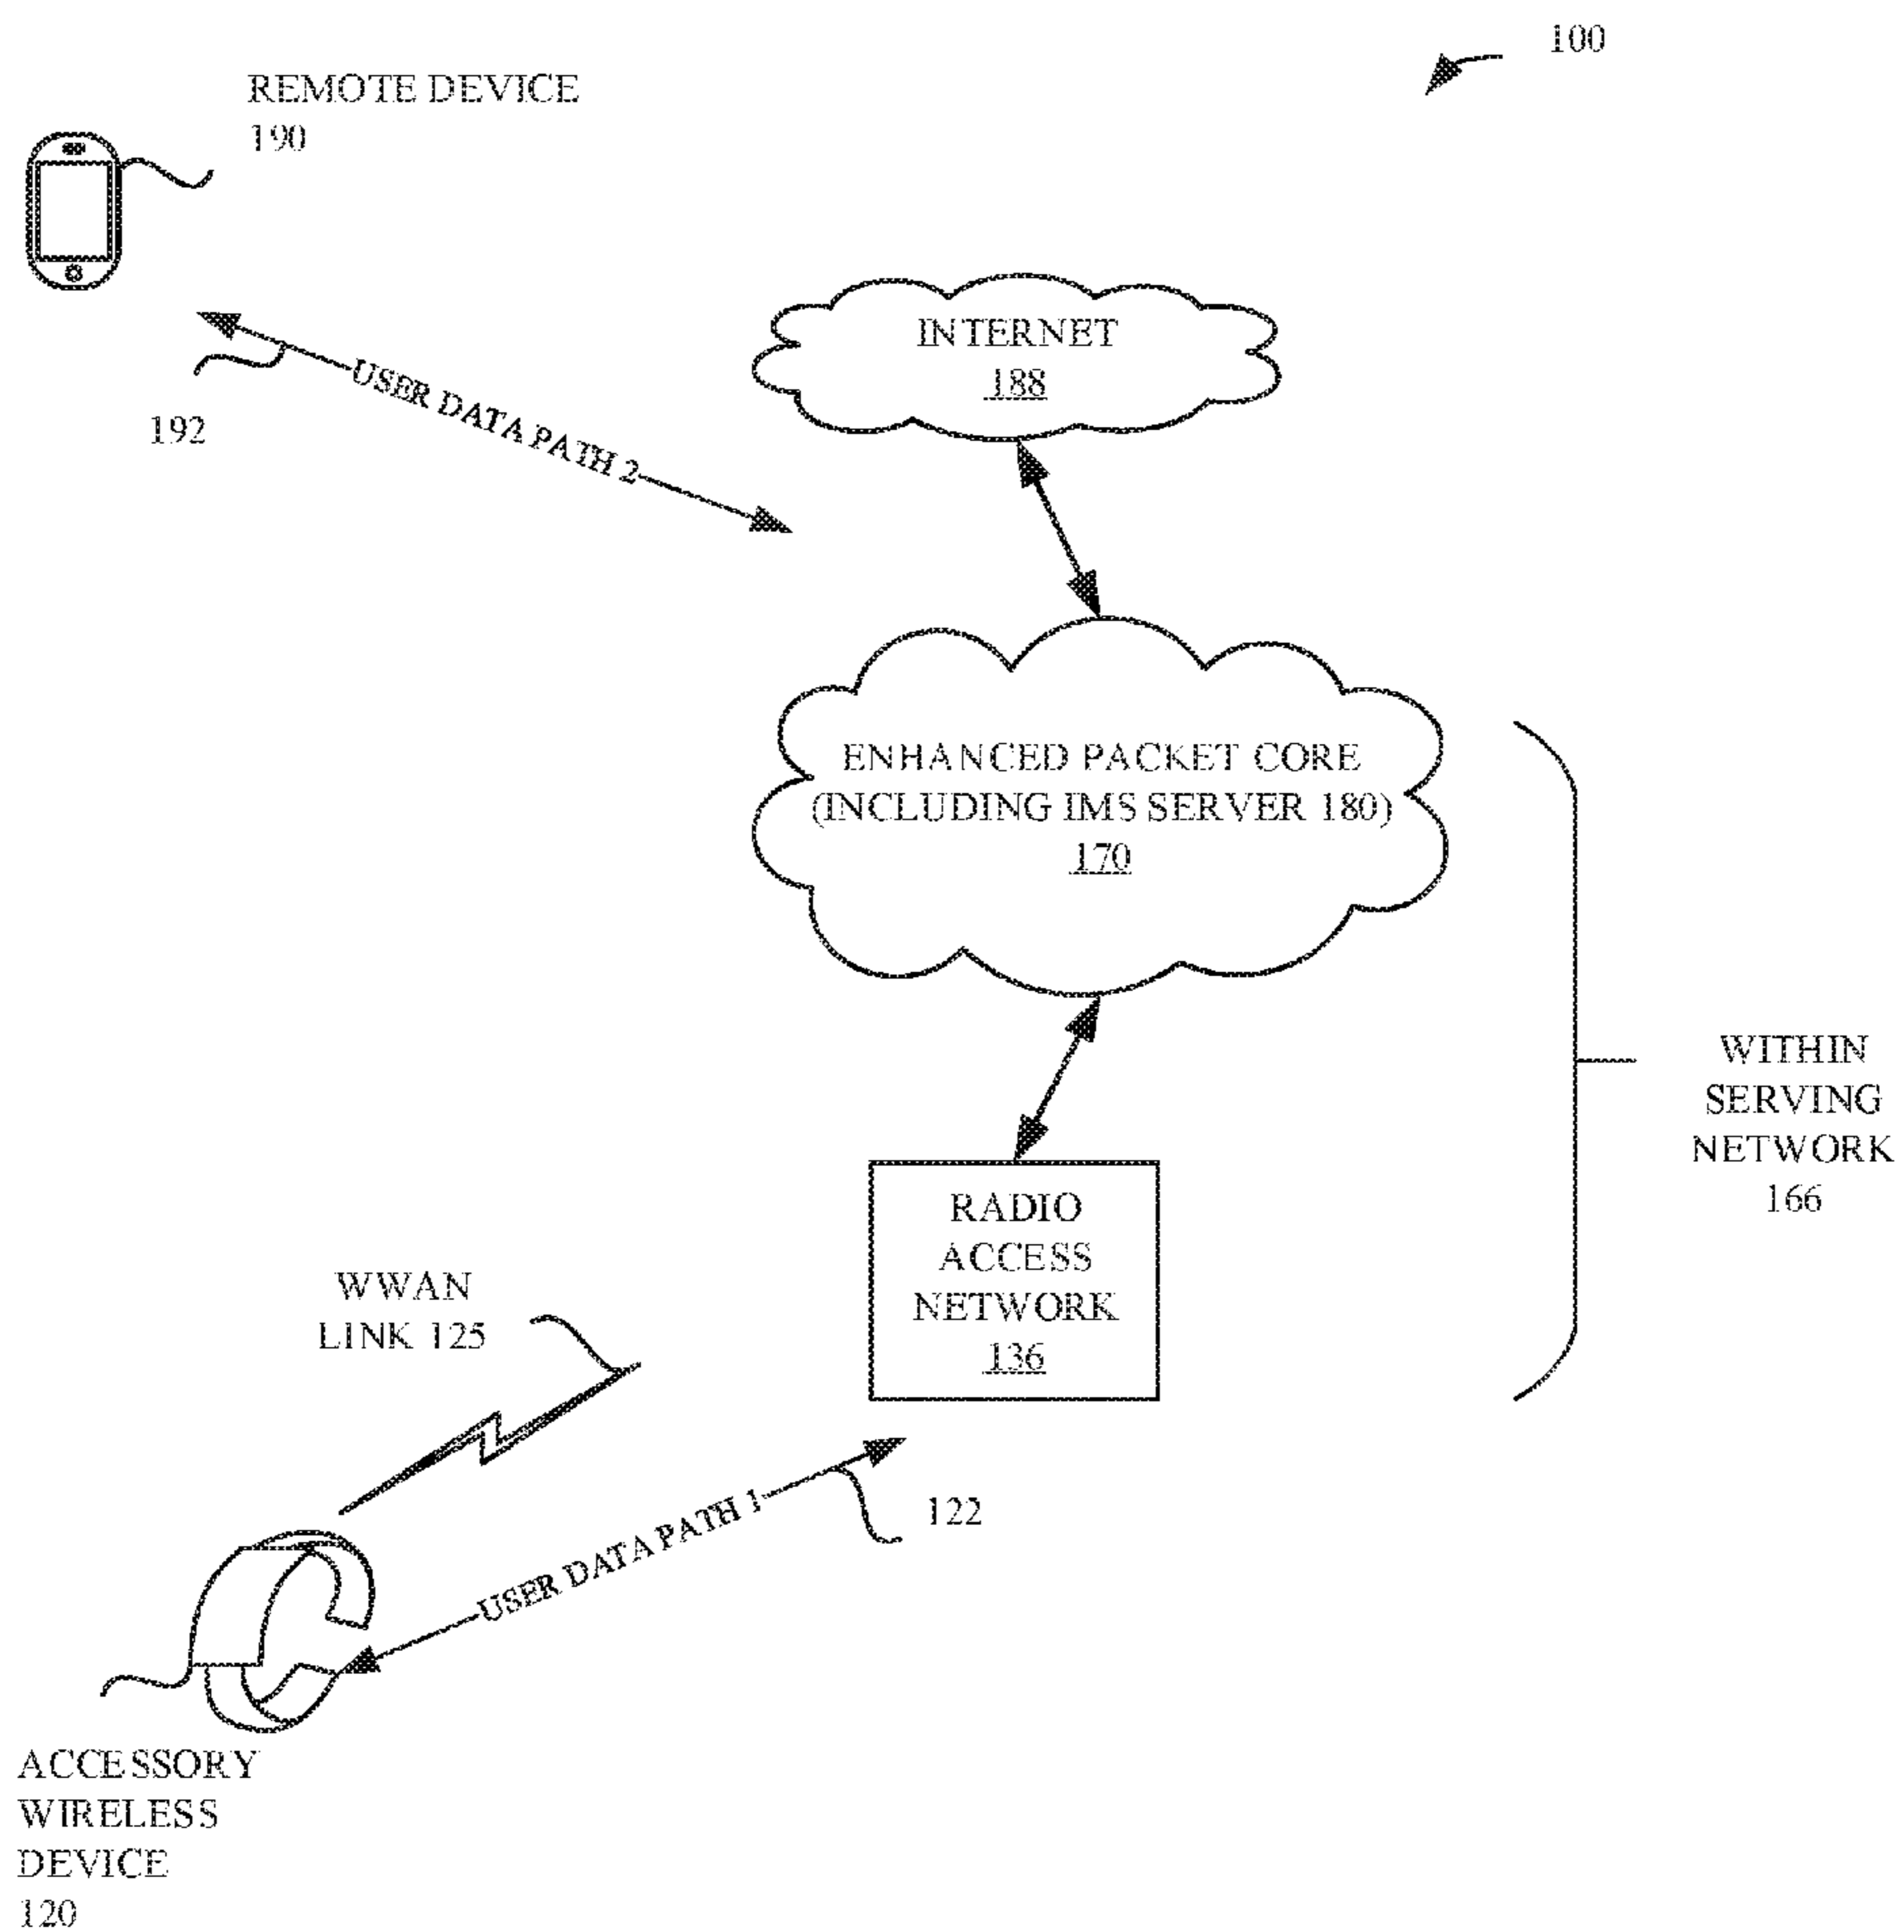 100
REMOTE DEVICE
190
INTERNET
188
USER DATA PATH 2
192
ENHANCED PACKET CORE
(INCLUDING IMS SERVER 180)
170
WITHIN
SERVING
NETWORK
166
RADIO
ACCESS
NETWORK
136
WWAN
LINK 125
USER DATA PATH 1
122
ACCESSORY
WIRELESS
DEVICE
120